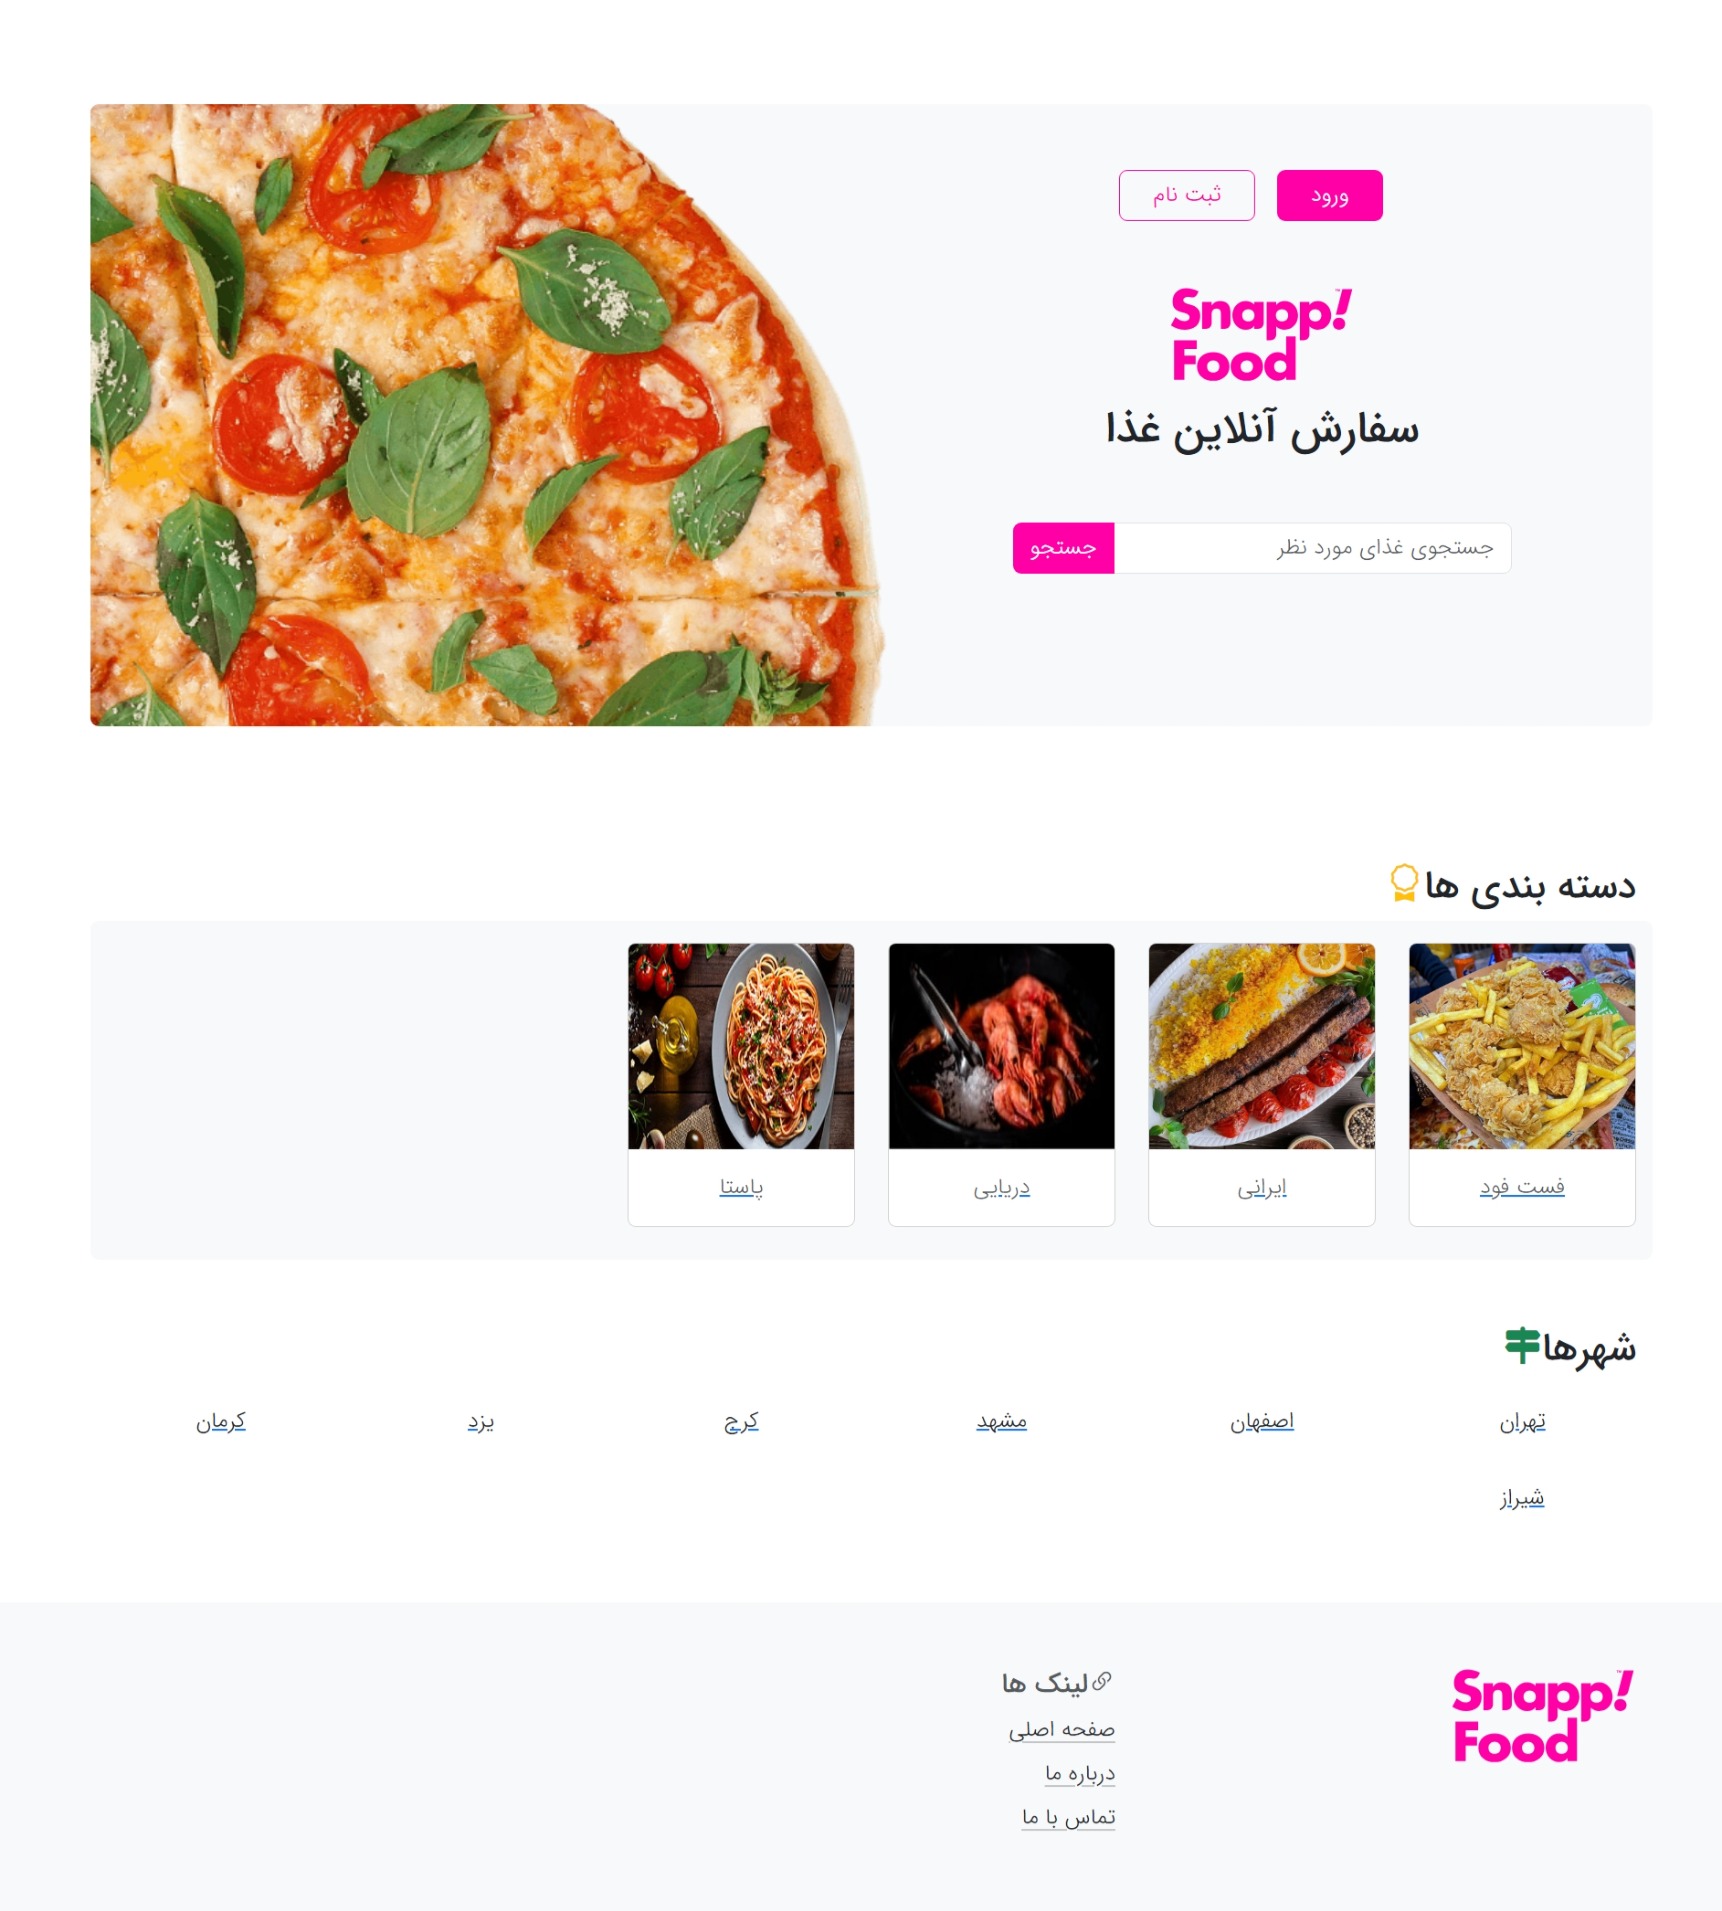 ورود
ثبت نام
Snapp!
Food
سفارش آنلاین غذا
جستجوی غذای مورد نظر
جستجو
دسته بندی ها
فست فود
ایرانی
دریایی
پاستا
شهرها
تهران
اصفهان
مشهد
کرج
یزد
کرمان
شیراز
Snapp!
Food
لینک ها
صفحه اصلی
درباره ما
تماس با ما